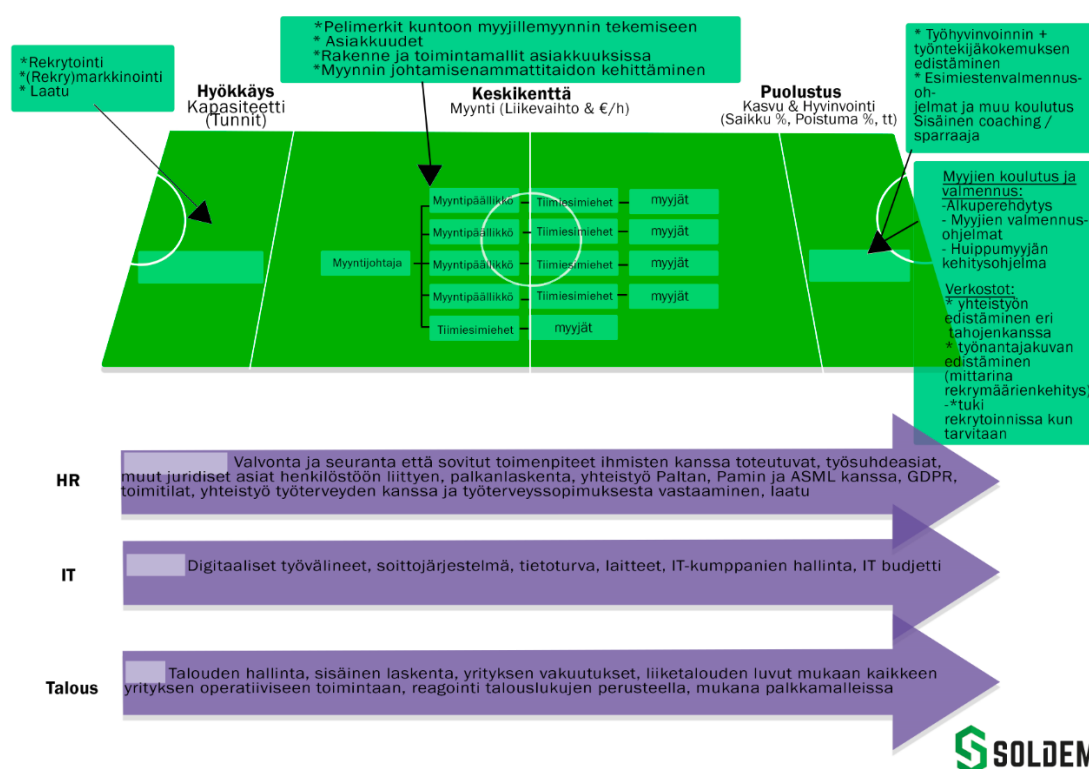 *Rekrytointi
*(Rekry)markkinointi
* Laatu
*Pelimerkit kuntoon myyjillemyynnin tekemiseen
* Asiakkuudet
*Rakenne ja toimintamallit asiakkuuksissa
*Myynnin johtamisenammattitaidon kehittäminen
* Työhyvinvoinnin +
työntekijäkokemuksen
edistäminen
* Esimiestenvalmennus-
oh-
jelmat ja muu koulutus
Sisäinen coaching /
sparraaja
Hyökkäys
Kapasiteetti
(Tunnit)
Keskikenttä
Myynti (Liikevaihto & €/h)
Puolustus
Kasvu & Hyvinvointi
(Saikku %, Poistuma %, tt)
Myyntijohtaja
Myyntipäällikkö
Tiimiesimiehet
myyjät
Myyntipäällikkö
Tiimiesimiehet
myyjät
Myyntipäällikkö
Tiimiesimiehet
myyjät
Myyntipäällikkö
Tiimiesimiehet
myyjät
Tiimiesimiehet
myyjät
Myyjien koulutus ja
valmennus:
-Alkuperehdytys
- Myyjien valmennus-
ohjelmat
- Huippumyyjän
kehitysohjelma
Verkostot:
* yhteistyön
edistäminen eri
tahojenkanssa
* työnantajakuvan
edistäminen
(mittarina
rekrymäärienkehitys)
-*tuki
rekrytoinnissa kun
tarvitaan
HR
Valvonta ja seuranta että sovitut toimenpiteet ihmisten kanssa toteutuvat, työsuhdeasiat,
muut juridiset asiat henkilöstöön liittyen, palkanlaskenta, yhteistyö Paltan, Pamin ja ASML kanssa, GDPR,
toimitilat, yhteistyö työterveyden kanssa ja työterveyssopimuksesta vastaaminen, laatu
IT
Digitaaliset työvälineet, soittojärjestelmä, tietoturva, laitteet, IT-kumppanien hallinta, IT budjetti
Talous
Talouden hallinta, sisäinen laskenta, yrityksen vakuutukset, liiketalouden luvut mukaan kaikkeen
yrityksen operatiiviseen toimintaan, reagointi talouslukujen perusteella, mukana palkkamalleissa
SOLDEM